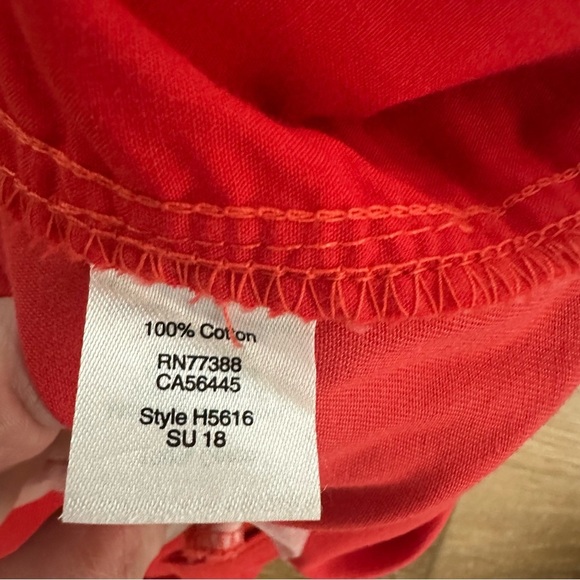 100% Cotton
RN77388
CA56445
Style H5616
SU 18